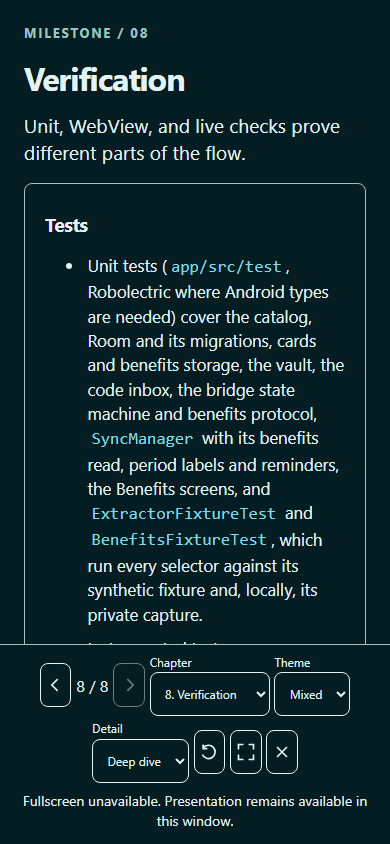 MILESTONE / 08
Verification
Unit, WebView, and live checks prove
different parts of the flow.
Tests
• Unit tests ( app/src/test ,
Robolectric where Android types
are needed) cover the catalog,
Room and its migrations, cards
and benefits storage, the vault, the
code inbox, the bridge state
machine and benefits protocol,
SyncManager with its benefits
read, period labels and reminders,
the Benefits screens, and
ExtractorFixtureTest and
BenefitsFixtureTest , which
run every selector against its
synthetic fixture and, locally, its
private capture.
Chapter
Theme
8 / 8
8. Verification
Mixed
Detail
Deep dive
Fullscreen unavailable. Presentation remains available in
this window.